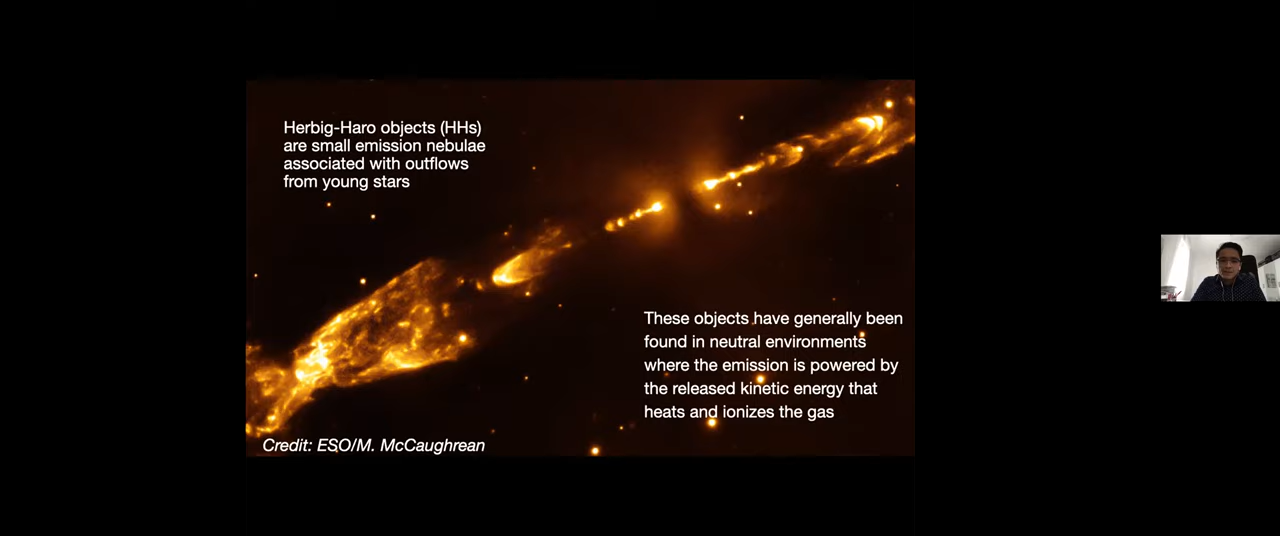 Herbig-Haro objects (HHs)
are small emission nebulae
associated with outflows
from young stars
These objects have generally been
found in neutral environments
where the emission is powered by
the released kinetic energy that
heats and ionizes the gas
Credit: ESO/M. McCaughrean